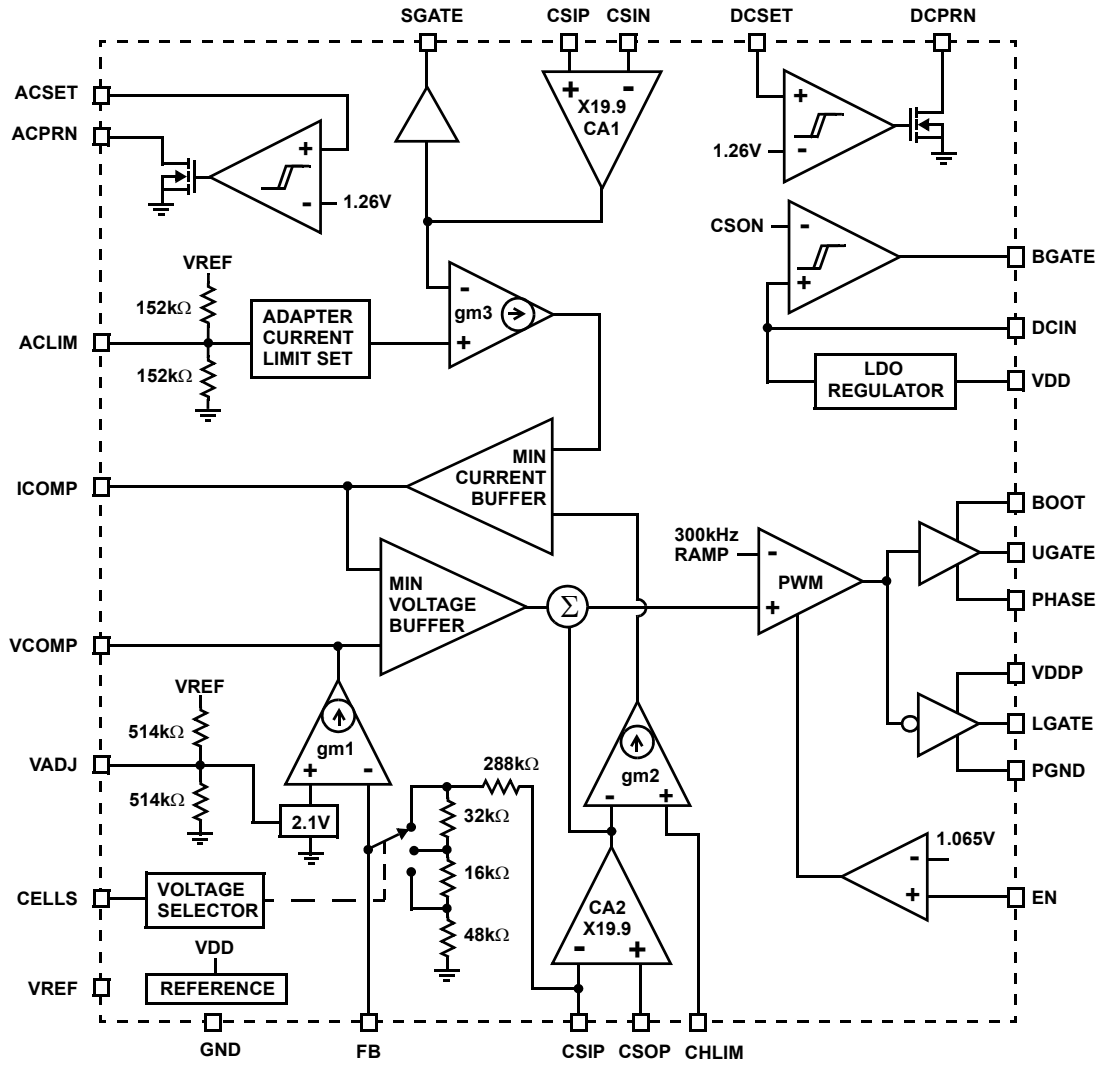 SGATE CSIP CSIN DCSET DCPRN
ACSET
ACPRN
+ -
X19.9
CA1
+
-
1.26V
+
-
1.26V
CSON
-
+
BGATE
DCIN
LDO
REGULATOR
VDD
VREF
152kΩ
152kΩ
ACLIM
ADAPTER
CURRENT
LIMIT SET
-
gm3
+
MIN
CURRENT
BUFFER
ICOMP
MIN
VOLTAGE
BUFFER
Σ
300kHz
RAMP
-
PWM
+
BOOT
UGATE
PHASE
VDDP
LGATE
PGND
VCOMP
VREF
514kΩ
514kΩ
VADJ
gm1
+ -
2.1V
288kΩ
32kΩ
16kΩ
48kΩ
gm2
- +
CA2
X19.9
- +
1.065V
-
+
EN
CELLS
VOLTAGE
SELECTOR
VDD
REFERENCE
VREF
GND FB CSIP CSOP CHLIM